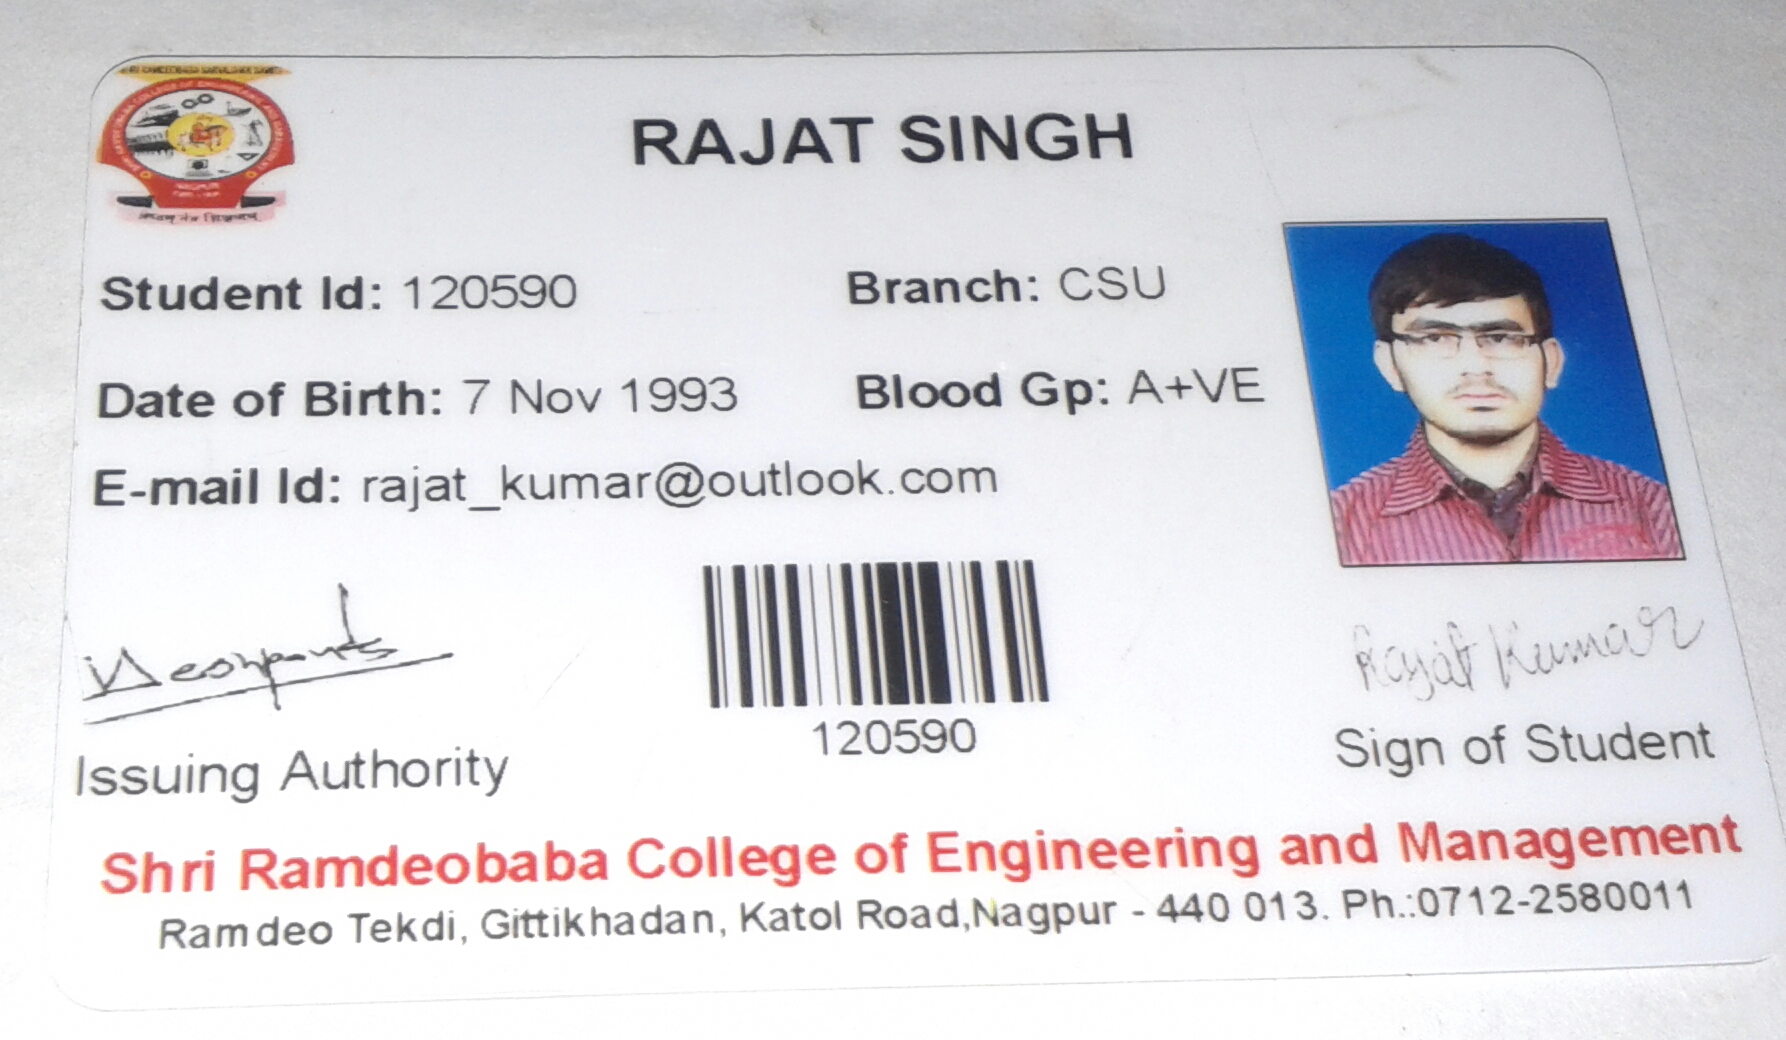 RAJAT SINGH
Student Id: 120590
Branch: CSU
Date of Birth: 7 Nov 1993
Blood Gp: A+VE
E-mail Id: rajat_kumar@outlook.com
120590
Rajat Kumar
Issuing Authority
Sign of Student
Shri Ramdeobaba College of Engineering and Management
Ramdeo Tekdi, Gittikhadan, Katol Road,Nagpur - 440 013. Ph.:0712-2580011